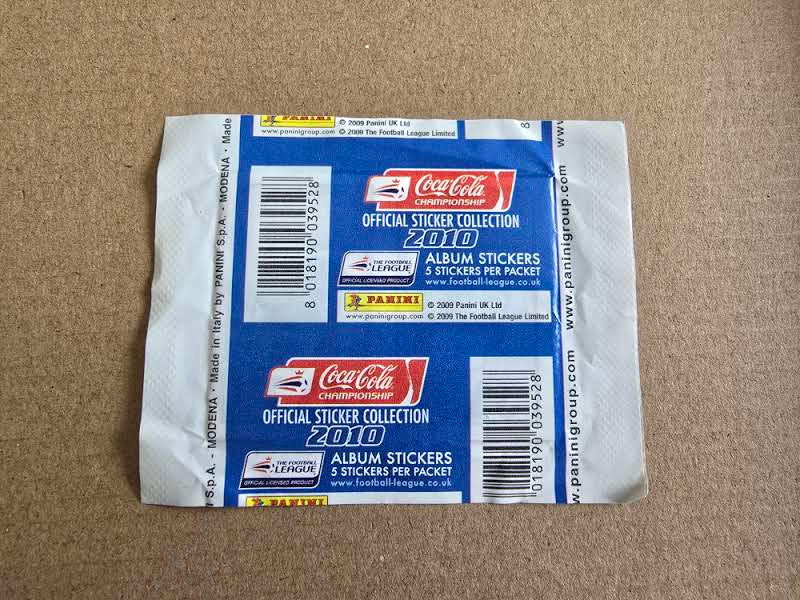 PANINI
© 2009 Panini UK Ltd
www.paninigroup.com © 2009 The Football League Limited
8
Made in Italy by PANINI S.p.A. - MODENA · Made
8 018190 039528
Coca-Cola
CHAMPIONSHIP
OFFICIAL STICKER COLLECTION
2010
THE FOOTBALL
LEAGUE
OFFICIAL LICENSED PRODUCT
ALBUM STICKERS
5 STICKERS PER PACKET
www.football-league.co.uk
PANINI © 2009 Panini UK Ltd
www.paninigroup.com © 2009 The Football League Limited
www.paninigroup.com
Coca-Cola
CHAMPIONSHIP
OFFICIAL STICKER COLLECTION
2010
THE FOOTBALL
LEAGUE
OFFICIAL LICENSED PRODUCT
ALBUM STICKERS
5 STICKERS PER PACKET
www.football-league.co.uk
018190 039528
PANINI
S.p.A. - MODENA ·
w.paninigroup.com